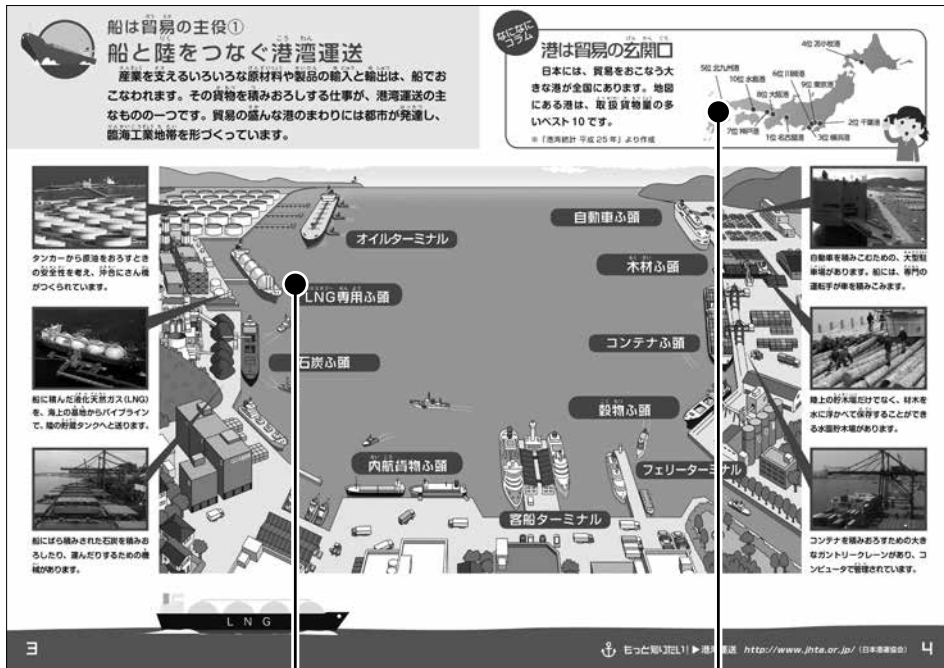 船は貿易の主役①
船と陸をつなぐ港湾運送
産業を支えるいろいろな原材料や製品の輸入と輸出は、船でお
こなわれます。その貨物を積みおろしする仕事が、港湾運送の主
なものの一つです。貿易の盛んな港のまわりには都市が発達し、
臨海工業地帯を形づくっています。
なになに
コラム
港は貿易の玄関口
日本には、貿易をおこなう大
きな港が全国にあります。地図
にある港は、取扱貨物量の多
いベスト10です。
※「港湾統計 平成25年」より作成
4位 苫小牧港
5位 北九州港
10位 水島港
6位 川崎港
9位 東京港
8位 大阪港
2位 千葉港
7位 神戸港
1位 名古屋港
3位 横浜港
タンカーから原油をおろすとき
の安全性を考え、沖合にさん橋
がつくられています。
船に積んだ液化天然ガス(LNG)
を、海上の基地からパイプライン
で、陸の貯蔵タンクへと送ります。
船にばら積みされた石炭を積みお
ろしたり、運んだりするための機
械があります。
オイルターミナル
LNG専用ふ頭
石炭ふ頭
内航貨物ふ頭
客船ターミナル
自動車ふ頭
木材ふ頭
コンテナふ頭
穀物ふ頭
フェリーターミナル
自動車を積みこむための、大型駐
車場があります。船には、専門の
運転手が車を積みこみます。
陸上の貯木場だけでなく、材木を
水に浮かべて保存することができ
る水面貯木場があります。
コンテナを積みおろすための大き
なガントリークレーンがあり、コ
ンピュータで管理されています。
LNG
3
もっと知りたい!▶港湾運送 http://www.jhta.or.jp/（日本港運協会）
4